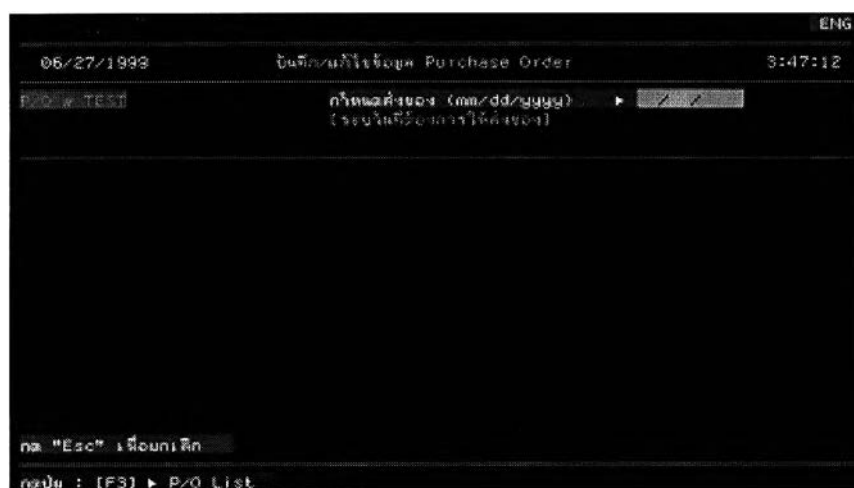 ENG
06/27/1999 บันทึก/แก้ไขข้อมูล Purchase Order 3:47:12
P/O # TEST กำหนดส่งของ (mm/dd/yyyy) ► / /
[ระบุวันที่ต้องการให้ส่งของ]
กด "Esc" เพื่อยกเลิก
กดปุ่ม : [F3] ► P/O List